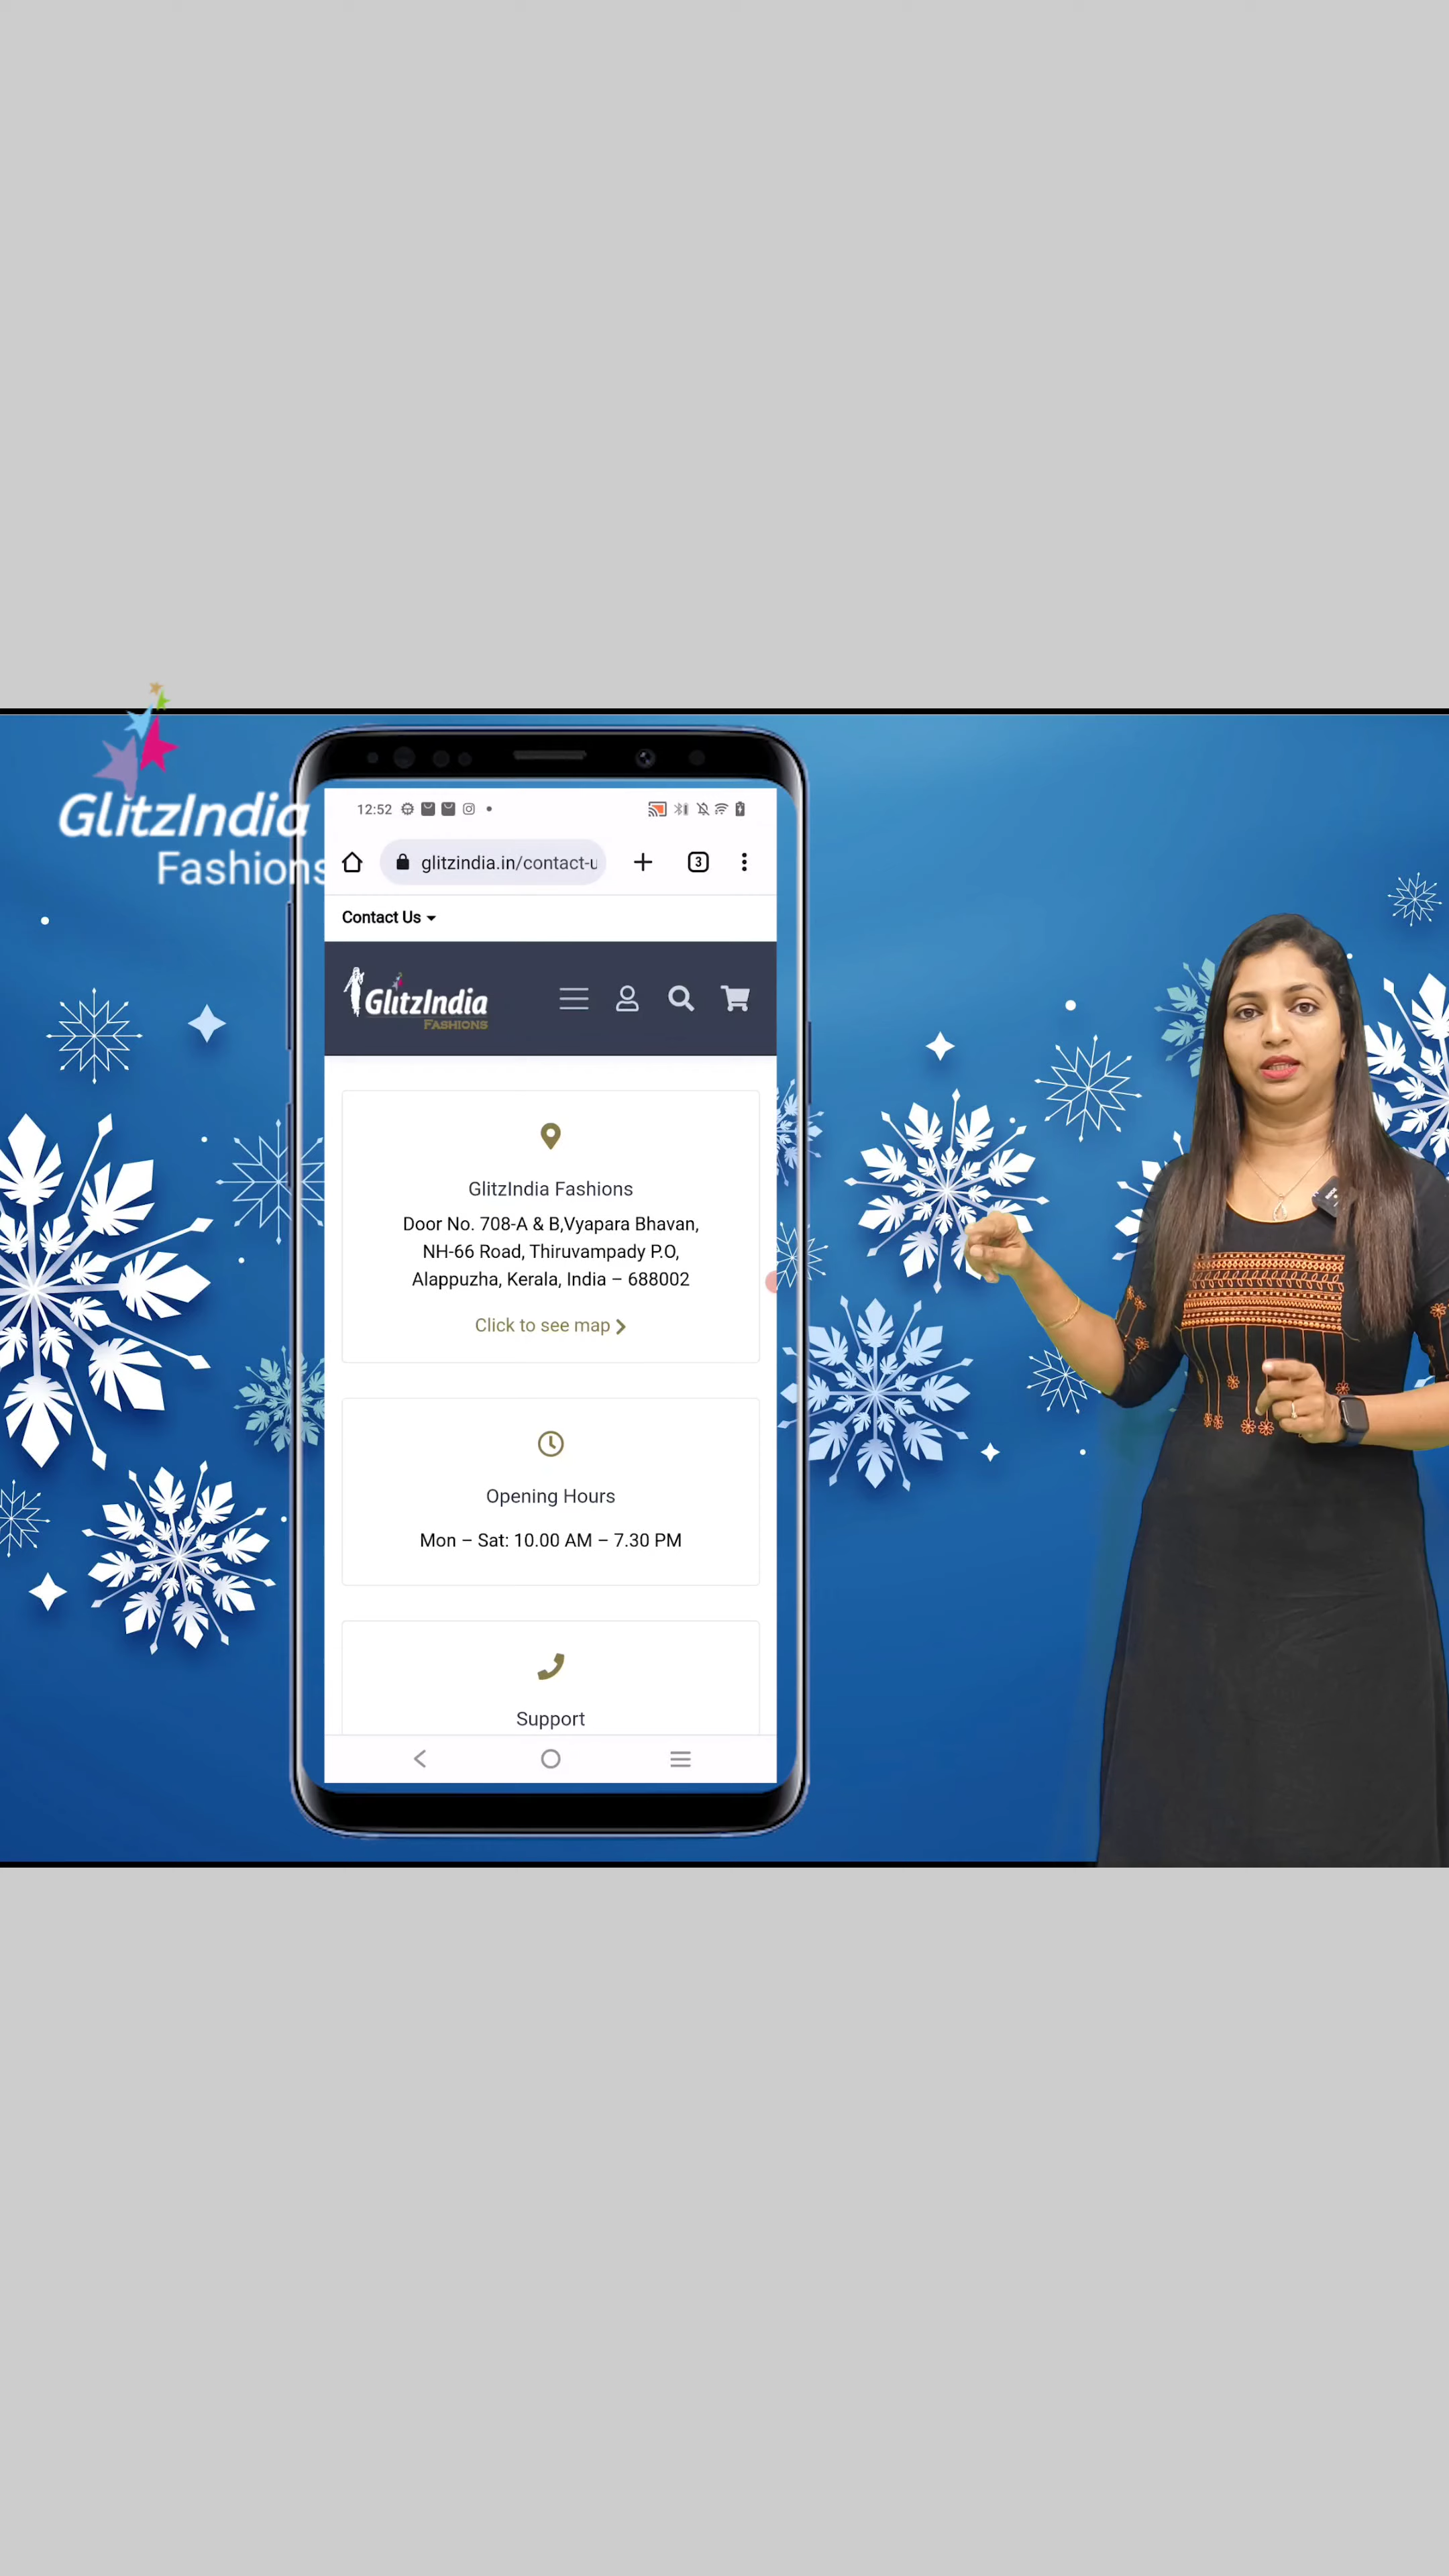 GlitzIndia
Fashions
12:52
glitzindia.in/contact-u
3
Contact Us
GlitzIndia
FASHIONS
GlitzIndia Fashions
Door No. 708-A & B,Vyapara Bhavan,
NH-66 Road, Thiruvampady P.O,
Alappuzha, Kerala, India – 688002
Click to see map
Opening Hours
Mon – Sat: 10.00 AM – 7.30 PM
Support